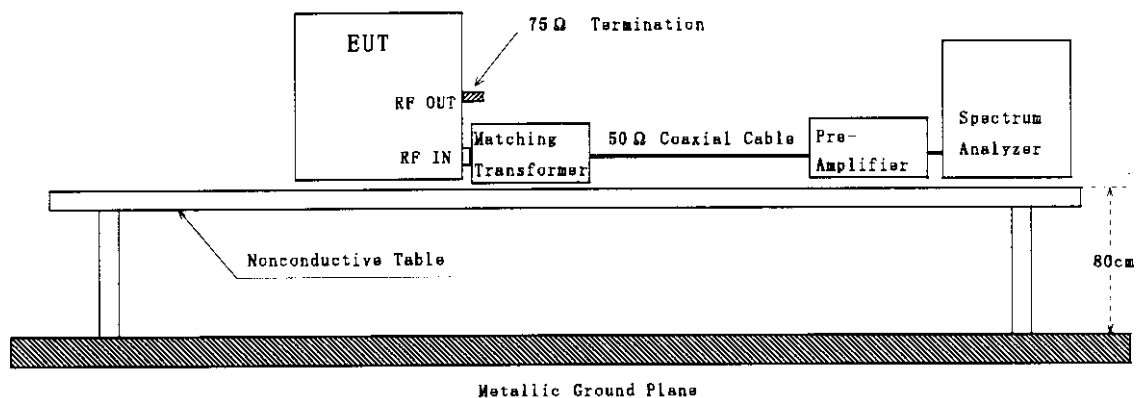 75Ω Termination
EUT
RF OUT
RF IN
Matching
Transformer
50Ω Coaxial Cable
Pre-
Amplifier
Spectrum
Analyzer
Nonconductive Table
80cm
Metallic Ground Plane